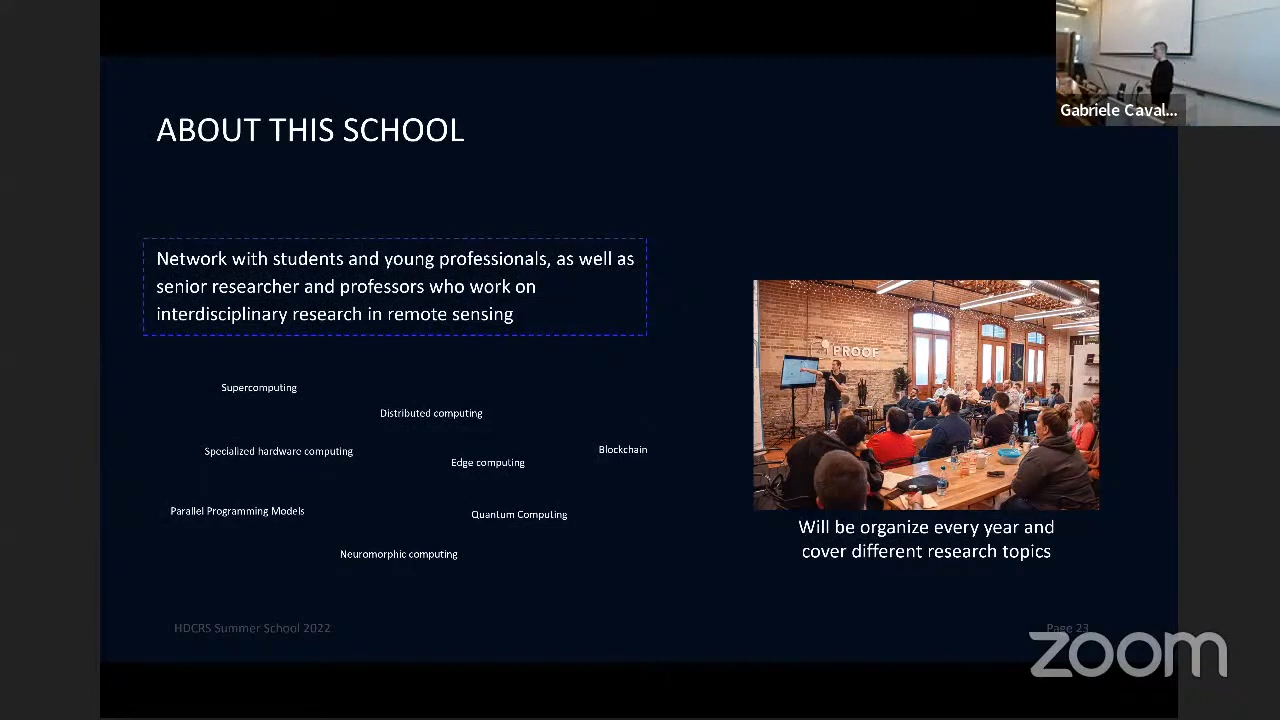 Gabriele Caval...
ABOUT THIS SCHOOL
Network with students and young professionals, as well as
senior researcher and professors who work on
interdisciplinary research in remote sensing
Supercomputing
Distributed computing
Specialized hardware computing
Blockchain
Edge computing
Parallel Programming Models
Quantum Computing
Neuromorphic computing
PROOF
Will be organize every year and
cover different research topics
HDCRS Summer School 2022
Page 23
zoom